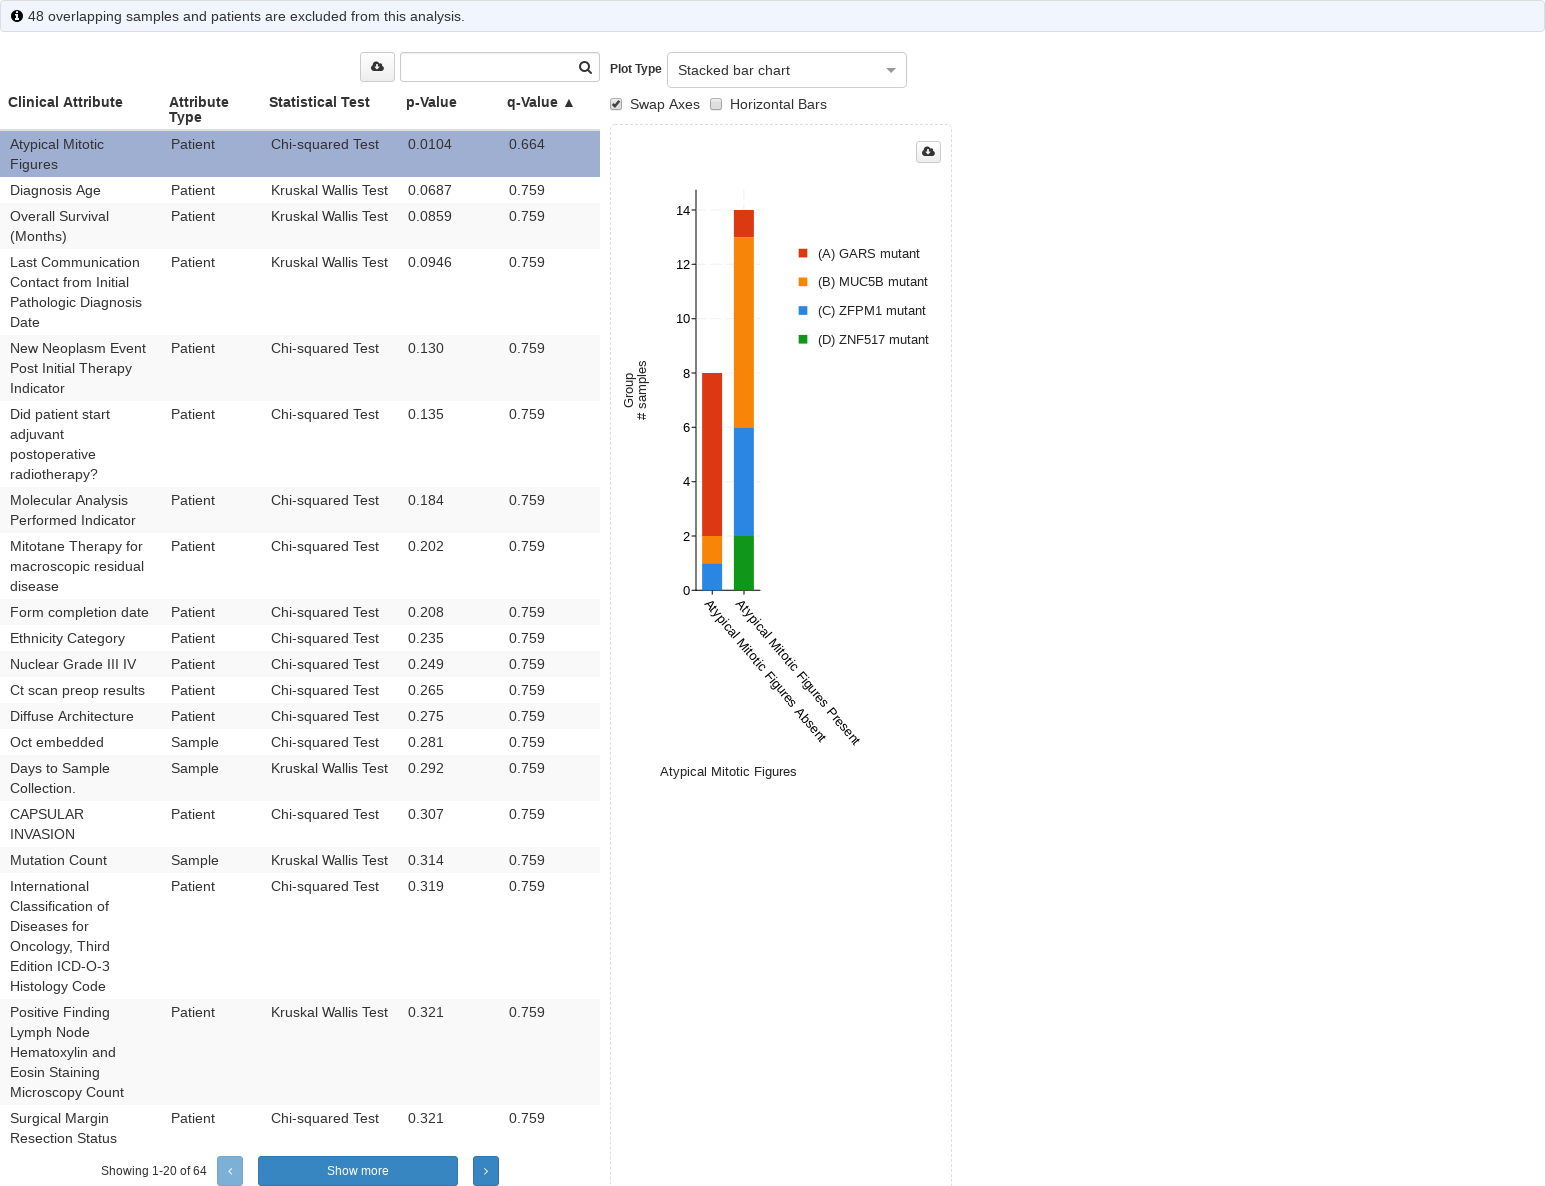 48 overlapping samples and patients are excluded from this analysis.
Plot Type
Stacked bar chart
Swap Axes
Horizontal Bars
Clinical Attribute
Attribute
Type
Statistical Test
p-Value
q-Value ▲
Atypical Mitotic
Figures
Patient
Chi-squared Test
0.0104
0.664
Diagnosis Age
Patient
Kruskal Wallis Test
0.0687
0.759
Overall Survival
(Months)
Patient
Kruskal Wallis Test
0.0859
0.759
Last Communication
Contact from Initial
Pathologic Diagnosis
Date
Patient
Kruskal Wallis Test
0.0946
0.759
New Neoplasm Event
Post Initial Therapy
Indicator
Patient
Chi-squared Test
0.130
0.759
Did patient start
adjuvant
postoperative
radiotherapy?
Patient
Chi-squared Test
0.135
0.759
Molecular Analysis
Performed Indicator
Patient
Chi-squared Test
0.184
0.759
Mitotane Therapy for
macroscopic residual
disease
Patient
Chi-squared Test
0.202
0.759
Form completion date
Patient
Chi-squared Test
0.208
0.759
Ethnicity Category
Patient
Chi-squared Test
0.235
0.759
Nuclear Grade III IV
Patient
Chi-squared Test
0.249
0.759
Ct scan preop results
Patient
Chi-squared Test
0.265
0.759
Diffuse Architecture
Patient
Chi-squared Test
0.275
0.759
Oct embedded
Sample
Chi-squared Test
0.281
0.759
Days to Sample
Collection.
Sample
Kruskal Wallis Test
0.292
0.759
CAPSULAR
INVASION
Patient
Chi-squared Test
0.307
0.759
Mutation Count
Sample
Kruskal Wallis Test
0.314
0.759
International
Classification of
Diseases for
Oncology, Third
Edition ICD-O-3
Histology Code
Patient
Chi-squared Test
0.319
0.759
Positive Finding
Lymph Node
Hematoxylin and
Eosin Staining
Microscopy Count
Patient
Kruskal Wallis Test
0.321
0.759
Surgical Margin
Resection Status
Patient
Chi-squared Test
0.321
0.759
Showing 1-20 of 64
Show more
14
12
10
8
6
4
2
0
Group
# samples
(A) GARS mutant
(B) MUC5B mutant
(C) ZFPM1 mutant
(D) ZNF517 mutant
Atypical Mitotic Figures Absent
Atypical Mitotic Figures Present
Atypical Mitotic Figures